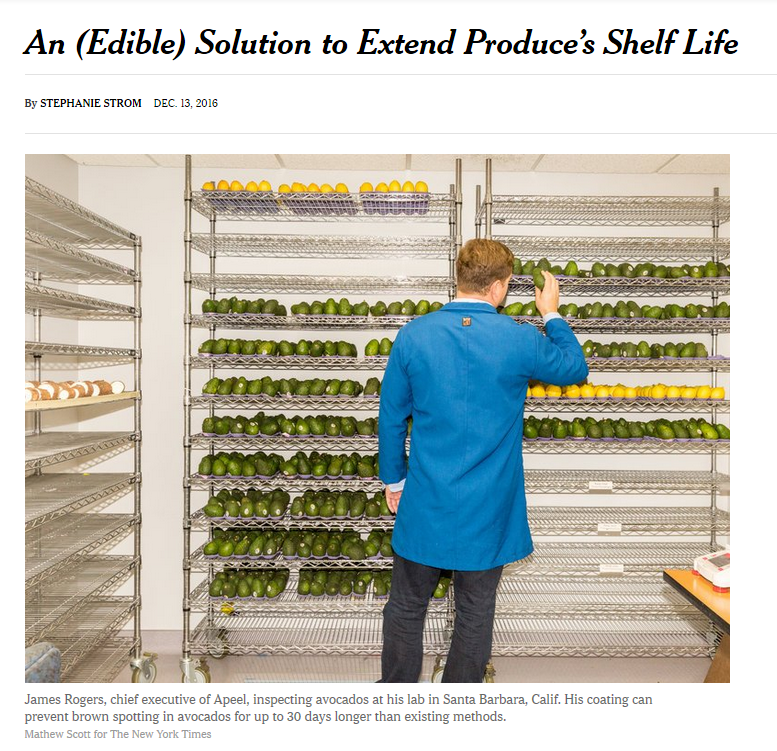 An (Edible) Solution to Extend Produce's Shelf Life
By STEPHANIE STROM DEC. 13, 2016
James Rogers, chief executive of Apeel, inspecting avocados at his lab in Santa Barbara, Calif. His coating can
prevent brown spotting in avocados for up to 30 days longer than existing methods.
Mathew Scott for The New York Times